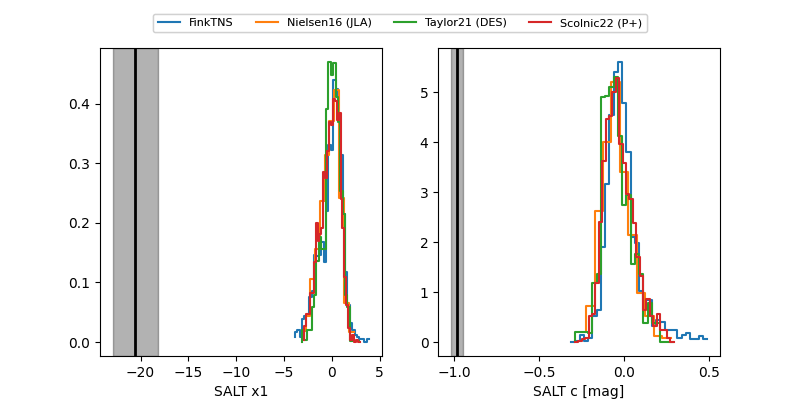 FinkTNS Nielsen16 (JLA) Taylor21 (DES) Scolnic22 (P+)
0.4
0.3
0.2
0.1
0.0
−20 −15 −10 −5 0 5
SALT x1
5
4
3
2
1
0
−1.0 −0.5 0.0 0.5
SALT c [mag]